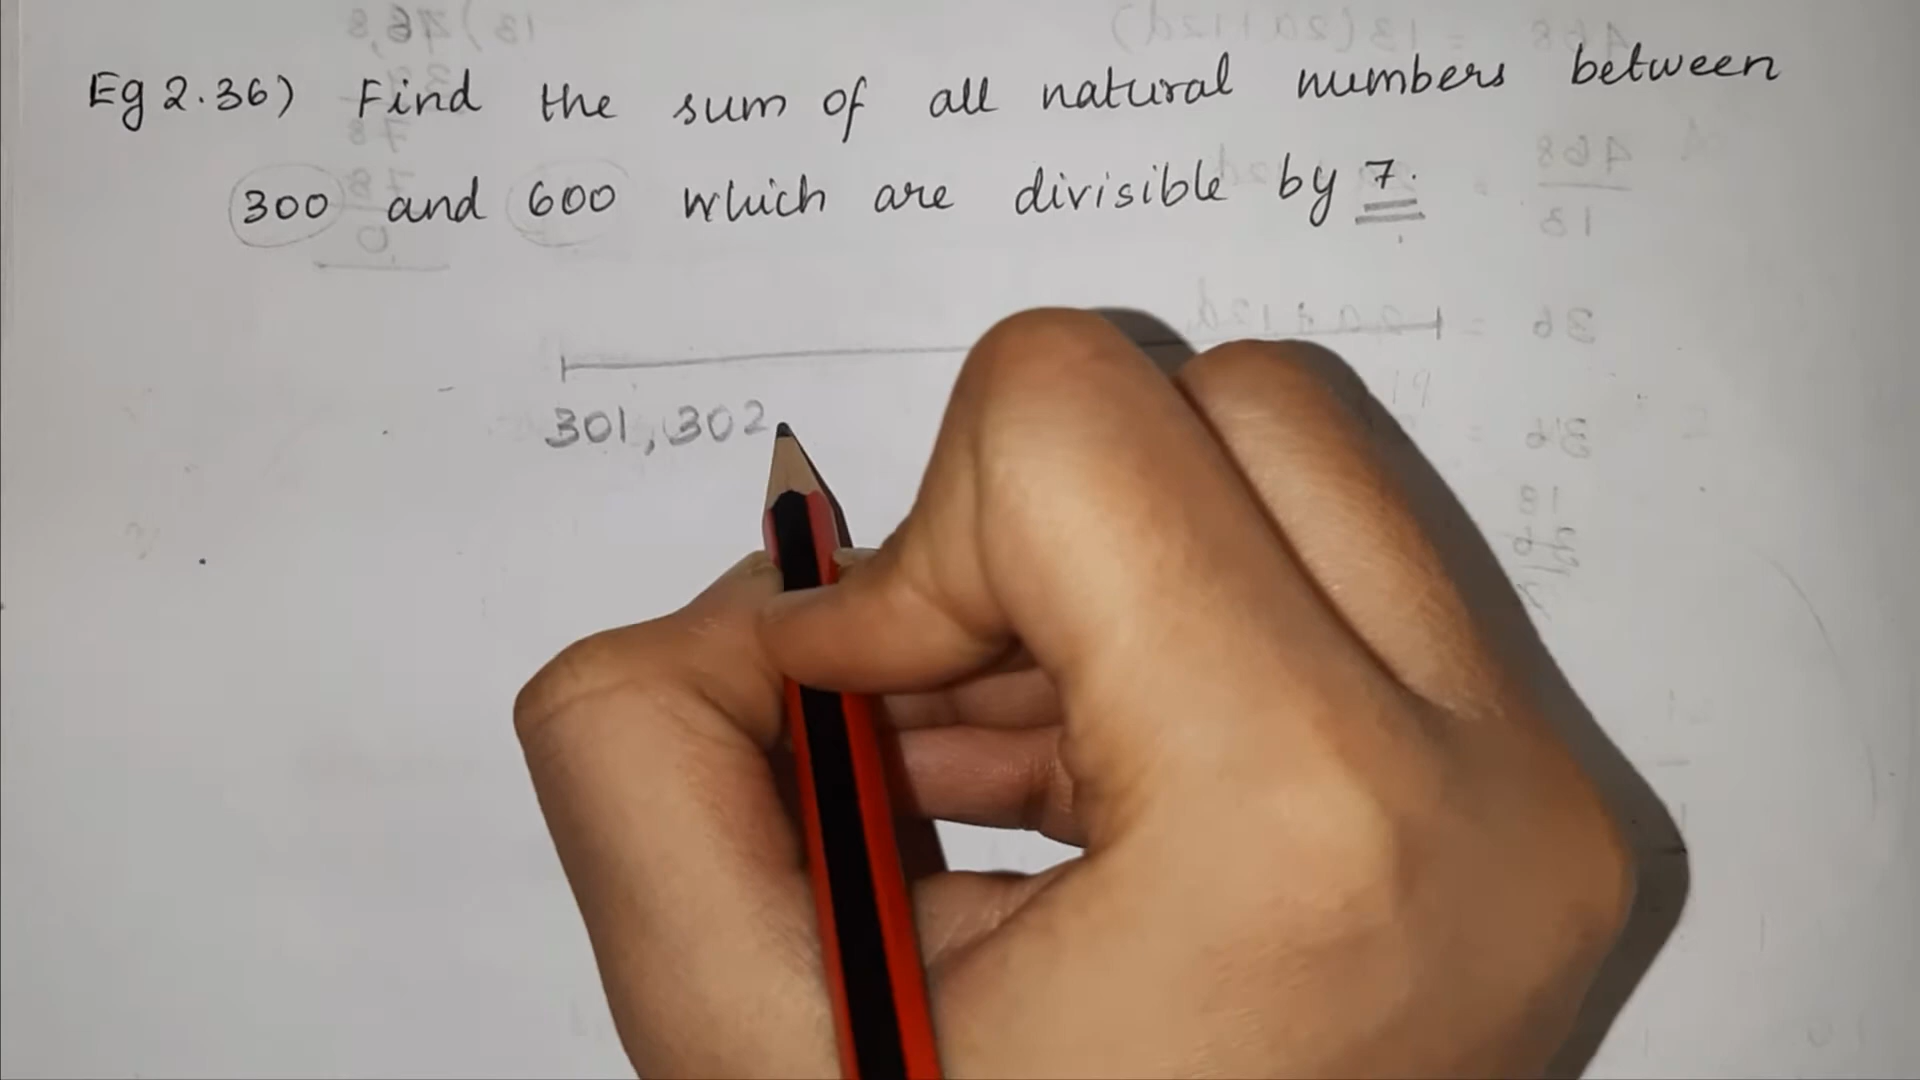 Eg 2.36) Find the sum of all natural numbers between
300 and 600 which are divisible by 7.
301, 302